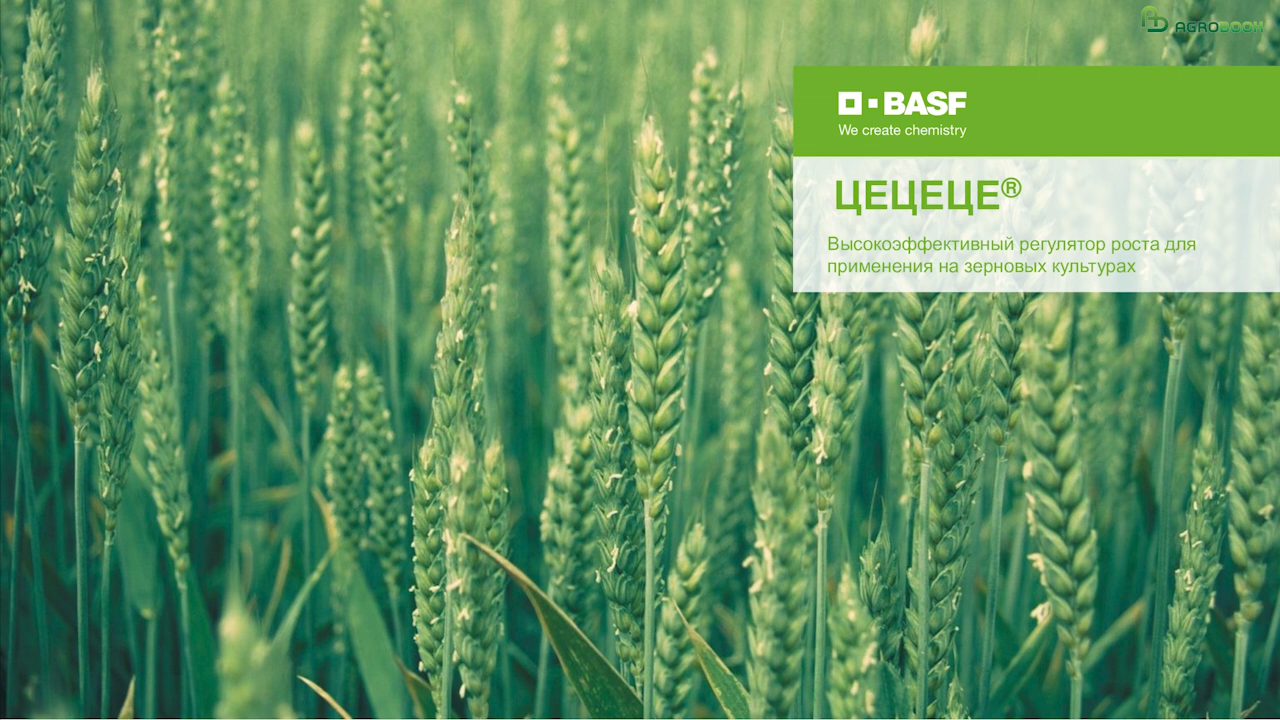 AGROBOOK
BASF
We create chemistry
ЦЕЦЕЦЕ®
Высокоэффективный регулятор роста для
применения на зерновых культурах